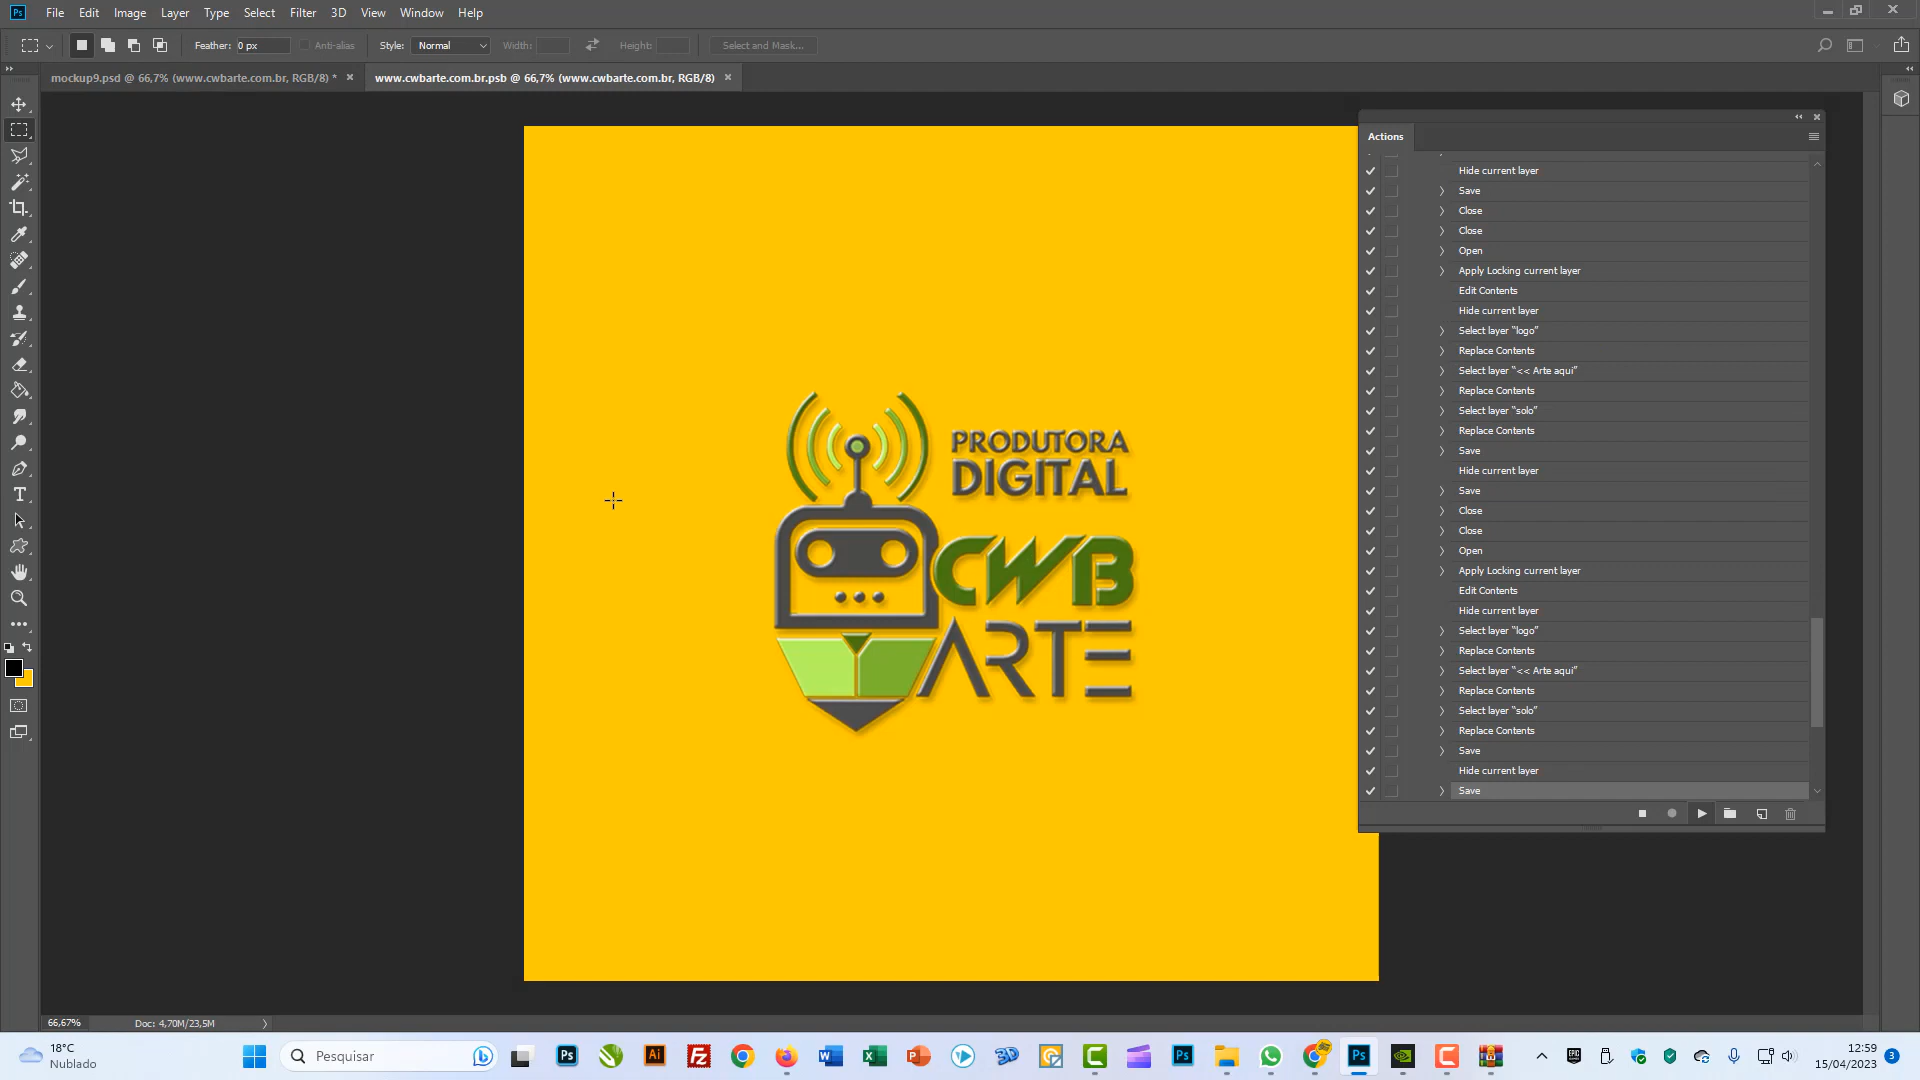 Ps File Edit Image Layer Type Select Filter 3D View Window Help
Feather: 0 px Anti-alias Style: Normal Width: Height: Select and Mask...
mockup9.psd @ 66,7% (www.cwbarte.com.br, RGB/8) * × www.cwbarte.com.br.psb @ 66,7% (www.cwbarte.com.br, RGB/8) ×
Actions
Hide current layer
Save
Close
Close
Open
Apply Locking current layer
Edit Contents
Hide current layer
Select layer "logo"
Replace Contents
Select layer "<< Arte aqui"
Replace Contents
Select layer "solo"
Replace Contents
Save
Hide current layer
Save
Close
Close
Open
Apply Locking current layer
Edit Contents
Hide current layer
Select layer "logo"
Replace Contents
Select layer "<< Arte aqui"
Replace Contents
Select layer "solo"
Replace Contents
Save
Hide current layer
Save
PRODUTORA
DIGITAL
CWB
ARTE
66,67% Doc: 4,70M/23,5M
18°C
Nublado
Pesquisar
12:59
15/04/2023
3